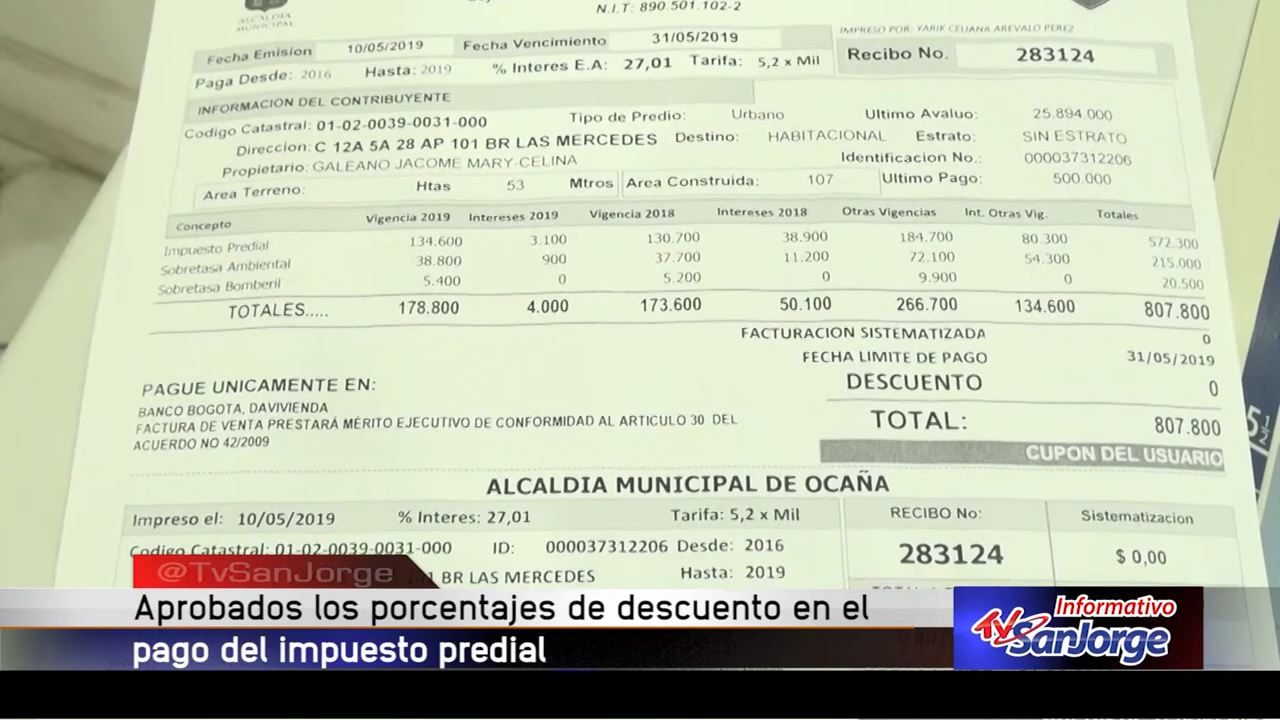 ALCALDIA
MUNICIPAL
N.I.T: 890.501.102-2
IMPRESO POR: YARIK CELIANA AREVALO PEREZ
Fecha Emision 10/05/2019 Fecha Vencimiento 31/05/2019 Recibo No. 283124
Paga Desde: 2016 Hasta: 2019 % Interes E.A: 27,01 Tarifa: 5,2 x Mil
INFORMACION DEL CONTRIBUYENTE
Codigo Catastral: 01-02-0039-0031-000 Tipo de Predio: Urbano Ultimo Avaluo: 25.894.000
Direccion: C 12A 5A 28 AP 101 BR LAS MERCEDES Destino: HABITACIONAL Estrato: SIN ESTRATO
Propietario: GALEANO JACOME MARY-CELINA Identificacion No.: 000037312206
Area Terreno: Htas 53 Mtros Area Construida: 107 Ultimo Pago: 500.000
Concepto Vigencia 2019 Intereses 2019 Vigencia 2018 Intereses 2018 Otras Vigencias Int. Otras Vig. Totales
Impuesto Predial 134.600 3.100 130.700 38.900 184.700 80.300 572.300
Sobretasa Ambiental 38.800 900 37.700 11.200 72.100 54.300 215.000
Sobretasa Bomberil 5.400 0 5.200 0 9.900 0 20.500
TOTALES..... 178.800 4.000 173.600 50.100 266.700 134.600 807.800
FACTURACION SISTEMATIZADA 0
FECHA LIMITE DE PAGO 31/05/2019
PAGUE UNICAMENTE EN: DESCUENTO 0
BANCO BOGOTA, DAVIVIENDA
FACTURA DE VENTA PRESTARÁ MÉRITO EJECUTIVO DE CONFORMIDAD AL ARTICULO 30 DEL
ACUERDO NO 42/2009
TOTAL: 807.800
CUPON DEL USUARIO
ALCALDIA MUNICIPAL DE OCAÑA
Impreso el: 10/05/2019 % Interes: 27,01 Tarifa: 5,2 x Mil RECIBO No: Sistematizacion
Codigo Catastral: 01-02-0039-0031-000 ID: 000037312206 Desde: 2016 283124 $ 0,00
BR LAS MERCEDES Hasta: 2019
@TvSanJorge
Aprobados los porcentajes de descuento en el
pago del impuesto predial
Informativo
TV SanJorge